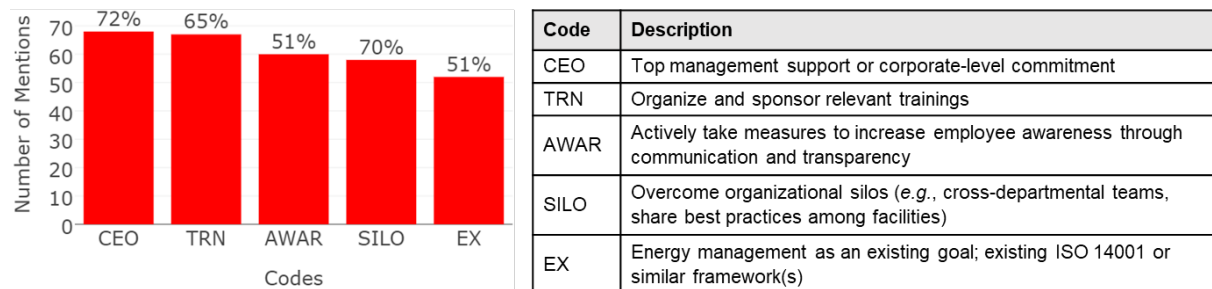 Number of Mentions
70
60
50
40
30
20
10
0
72%
65%
51%
70%
51%
CEO
TRN
AWAR
SILO
EX
Codes
Code Description
CEO Top management support or corporate-level commitment
TRN Organize and sponsor relevant trainings
AWAR Actively take measures to increase employee awareness through
communication and transparency
SILO Overcome organizational silos (e.g., cross-departmental teams,
share best practices among facilities)
EX Energy management as an existing goal; existing ISO 14001 or
similar framework(s)